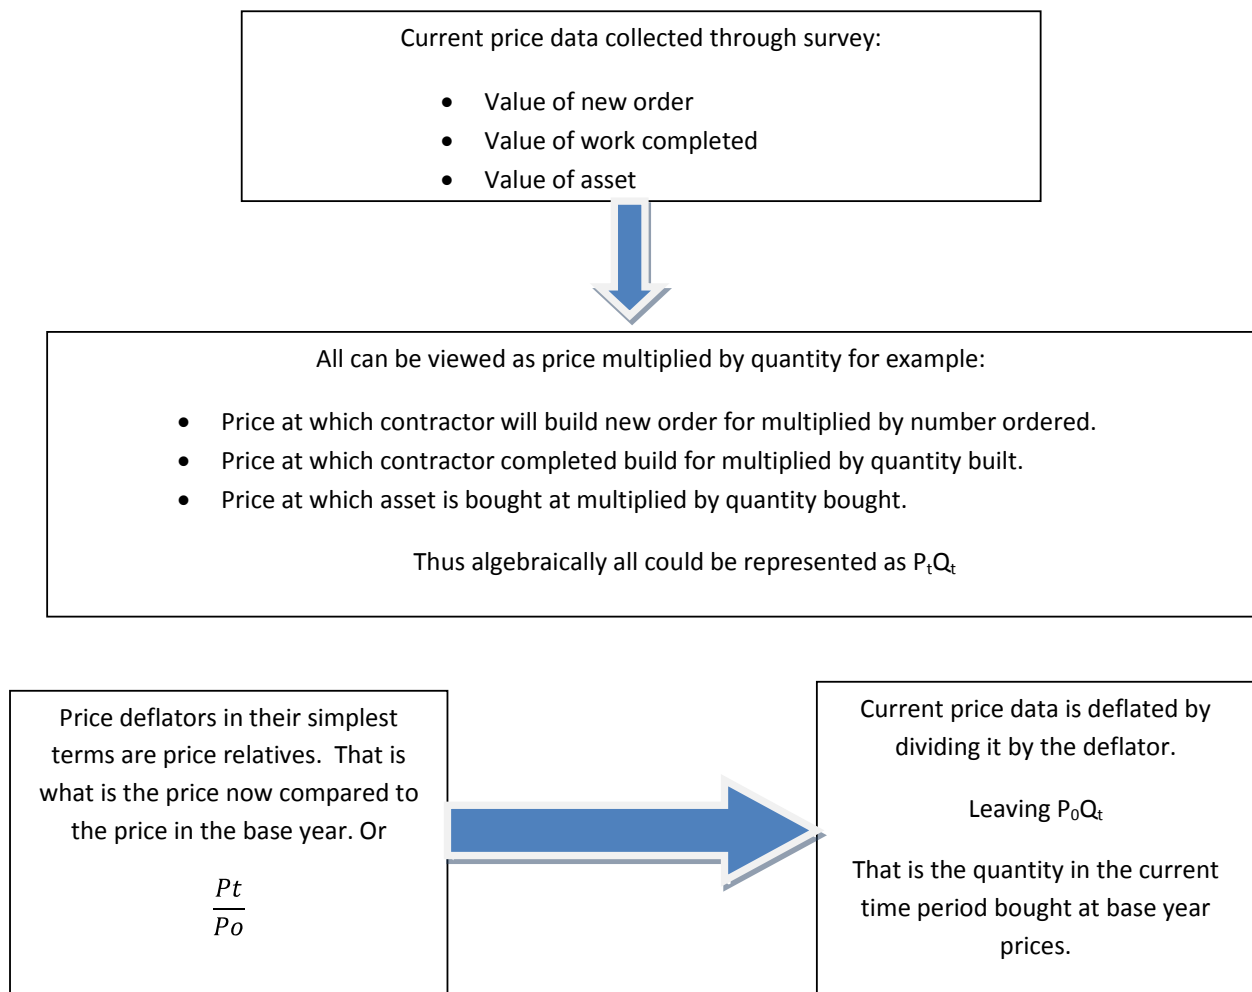 Current price data collected through survey:
• Value of new order
• Value of work completed
• Value of asset
All can be viewed as price multiplied by quantity for example:
• Price at which contractor will build new order for multiplied by number ordered.
• Price at which contractor completed build for multiplied by quantity built.
• Price at which asset is bought at multiplied by quantity bought.
Thus algebraically all could be represented as PₜQₜ
Price deflators in their simplest
terms are price relatives. That is
what is the price now compared to
the price in the base year. Or
Pt
Po
Current price data is deflated by
dividing it by the deflator.
Leaving P₀Qₜ
That is the quantity in the current
time period bought at base year
prices.